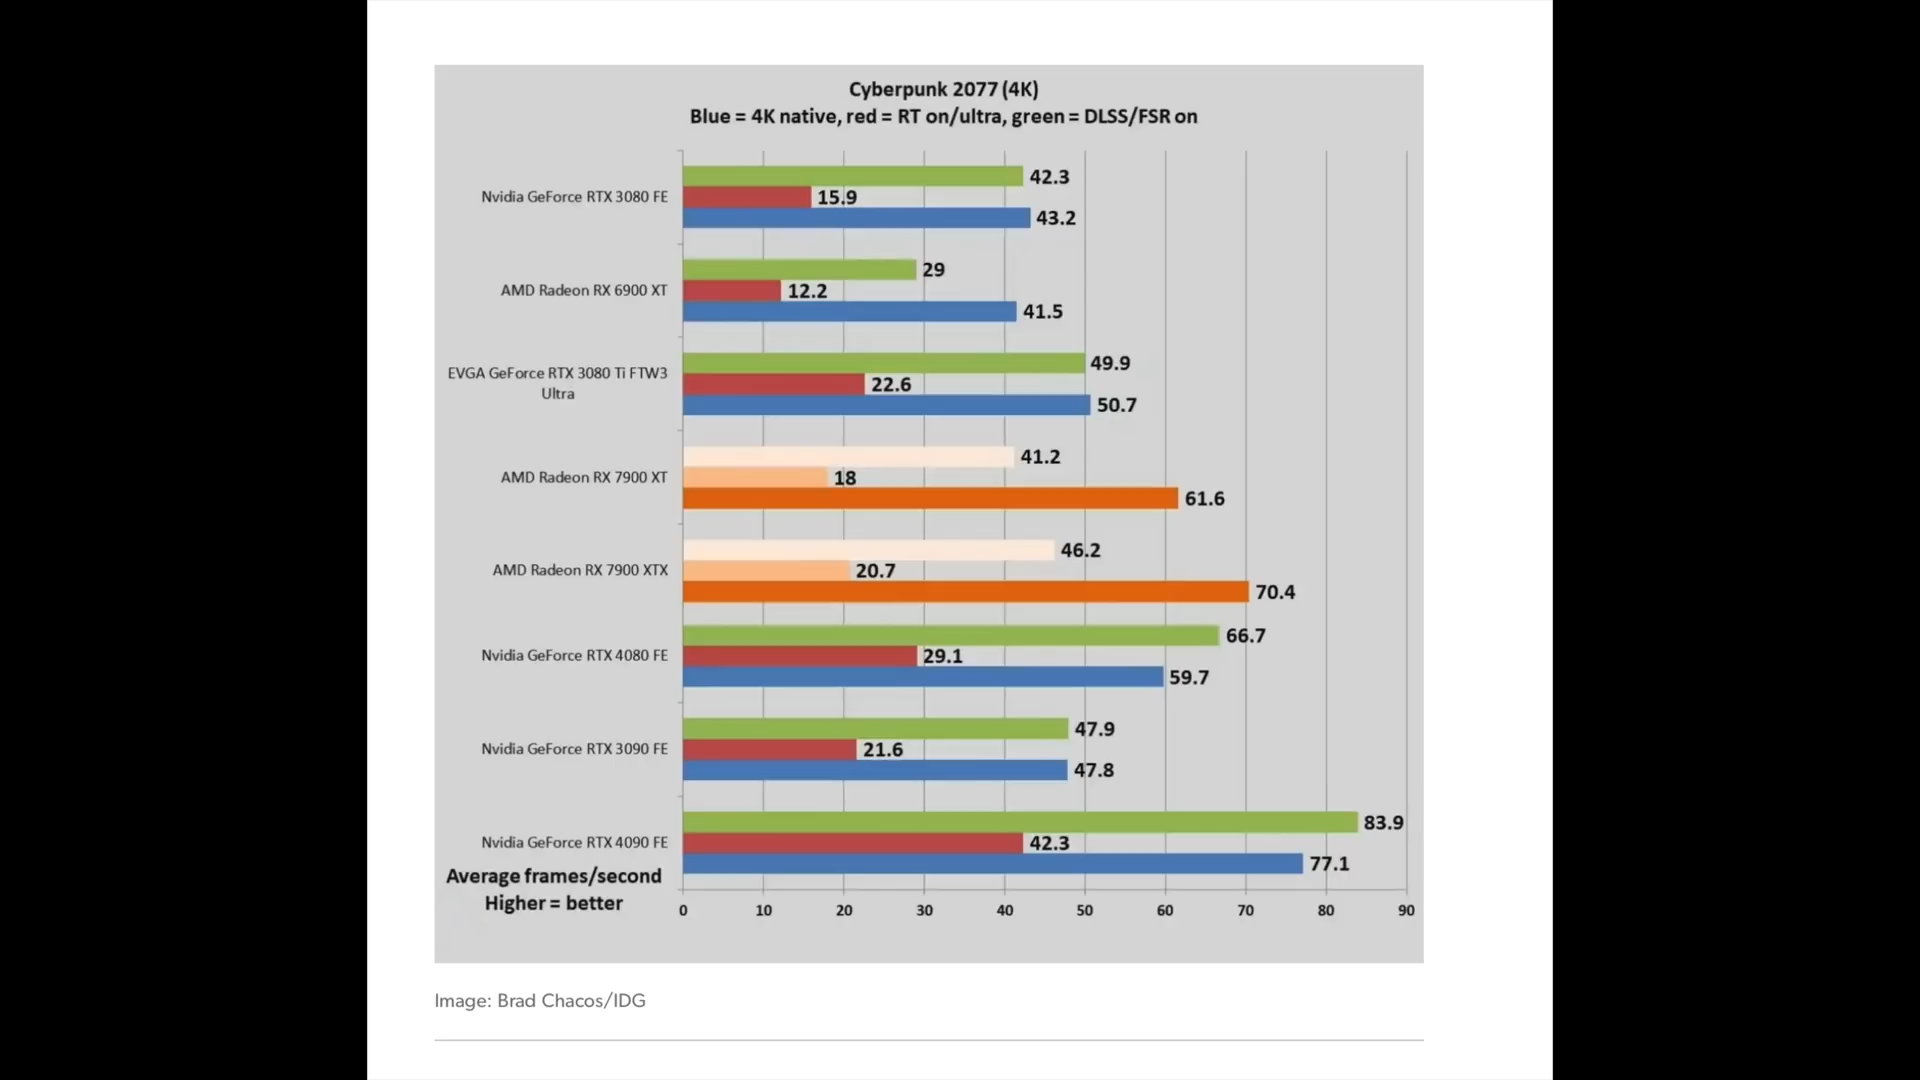 Cyberpunk 2077 (4K)
Blue = 4K native, red = RT on/ultra, green = DLSS/FSR on
Nvidia GeForce RTX 3080 FE
42.3
15.9
43.2
AMD Radeon RX 6900 XT
29
12.2
41.5
EVGA GeForce RTX 3080 Ti FTW3
Ultra
49.9
22.6
50.7
AMD Radeon RX 7900 XT
41.2
18
61.6
AMD Radeon RX 7900 XTX
46.2
20.7
70.4
Nvidia GeForce RTX 4080 FE
66.7
29.1
59.7
Nvidia GeForce RTX 3090 FE
47.9
21.6
47.8
Nvidia GeForce RTX 4090 FE
83.9
42.3
77.1
Average frames/second
Higher = better
0 10 20 30 40 50 60 70 80 90
Image: Brad Chacos/IDG